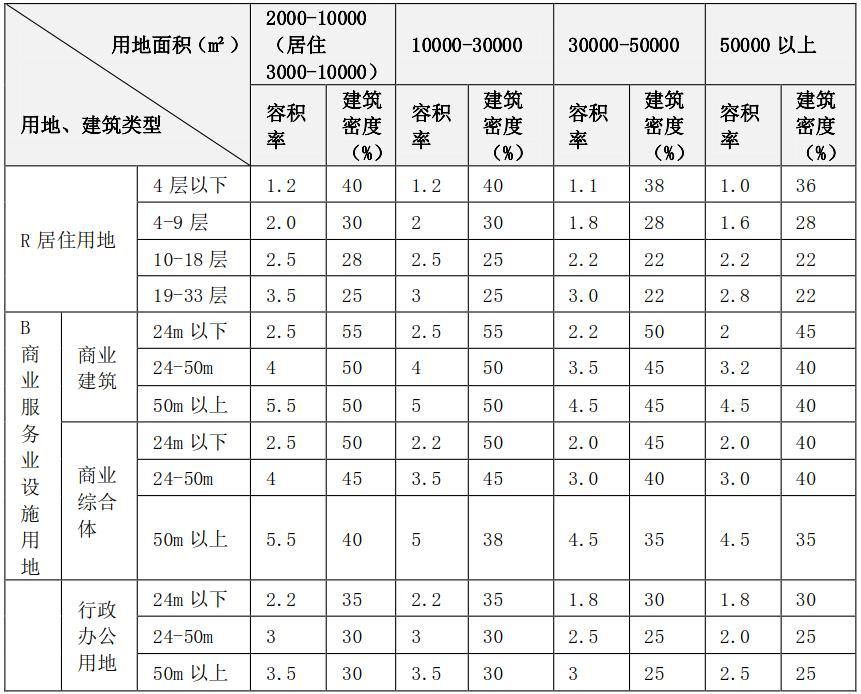 用地面积(㎡) 2000-10000（居住3000-10000） 10000-30000 30000-50000 50000 以上
用地、建筑类型 容积率 建筑密度(%) 容积率 建筑密度(%) 容积率 建筑密度(%) 容积率 建筑密度(%)
R 居住用地 4 层以下 1.2 40 1.2 40 1.1 38 1.0 36
4-9 层 2.0 30 2 30 1.8 28 1.6 28
10-18 层 2.5 28 2.5 25 2.2 22 2.2 22
19-33 层 3.5 25 3 25 3.0 22 2.8 22
B 商业服务业设施用地 商业建筑 24m 以下 2.5 55 2.5 55 2.2 50 2 45
24-50m 4 50 4 50 3.5 45 3.2 40
50m 以上 5.5 50 5 50 4.5 45 4.5 40
商业综合体 24m 以下 2.5 50 2.2 50 2.0 45 2.0 40
24-50m 4 45 3.5 45 3.0 40 3.0 40
50m 以上 5.5 40 5 38 4.5 35 4.5 35
行政办公用地 24m 以下 2.2 35 2.2 35 1.8 30 1.8 30
24-50m 3 30 3 30 2.5 25 2.0 25
50m 以上 3.5 30 3.5 30 3 25 2.5 25